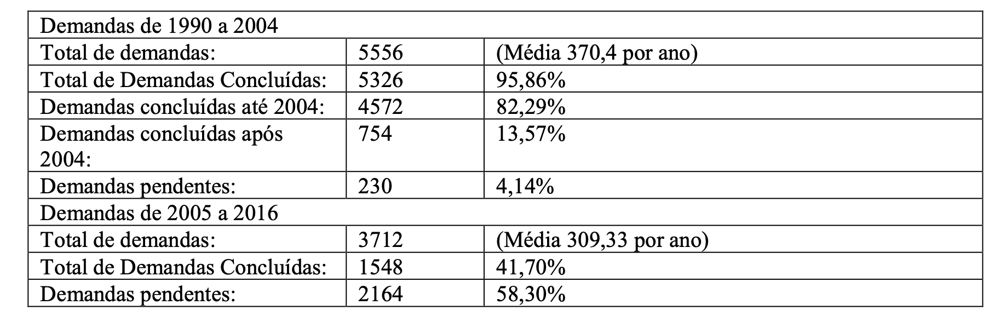 Demandas de 1990 a 2004
Total de demandas: 5556 (Média 370,4 por ano)
Total de Demandas Concluídas: 5326 95,86%
Demandas concluídas até 2004: 4572 82,29%
Demandas concluídas após 754 13,57%
2004:
Demandas pendentes: 230 4,14%
Demandas de 2005 a 2016
Total de demandas: 3712 (Média 309,33 por ano)
Total de Demandas Concluídas: 1548 41,70%
Demandas pendentes: 2164 58,30%